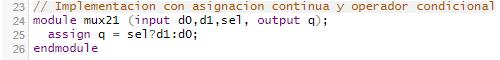 23 // Implementacion con asignacion continua y operador condicional
24 module mux21 (input d0,d1,sel, output q);
25   assign q = sel?d1:d0;
26 endmodule